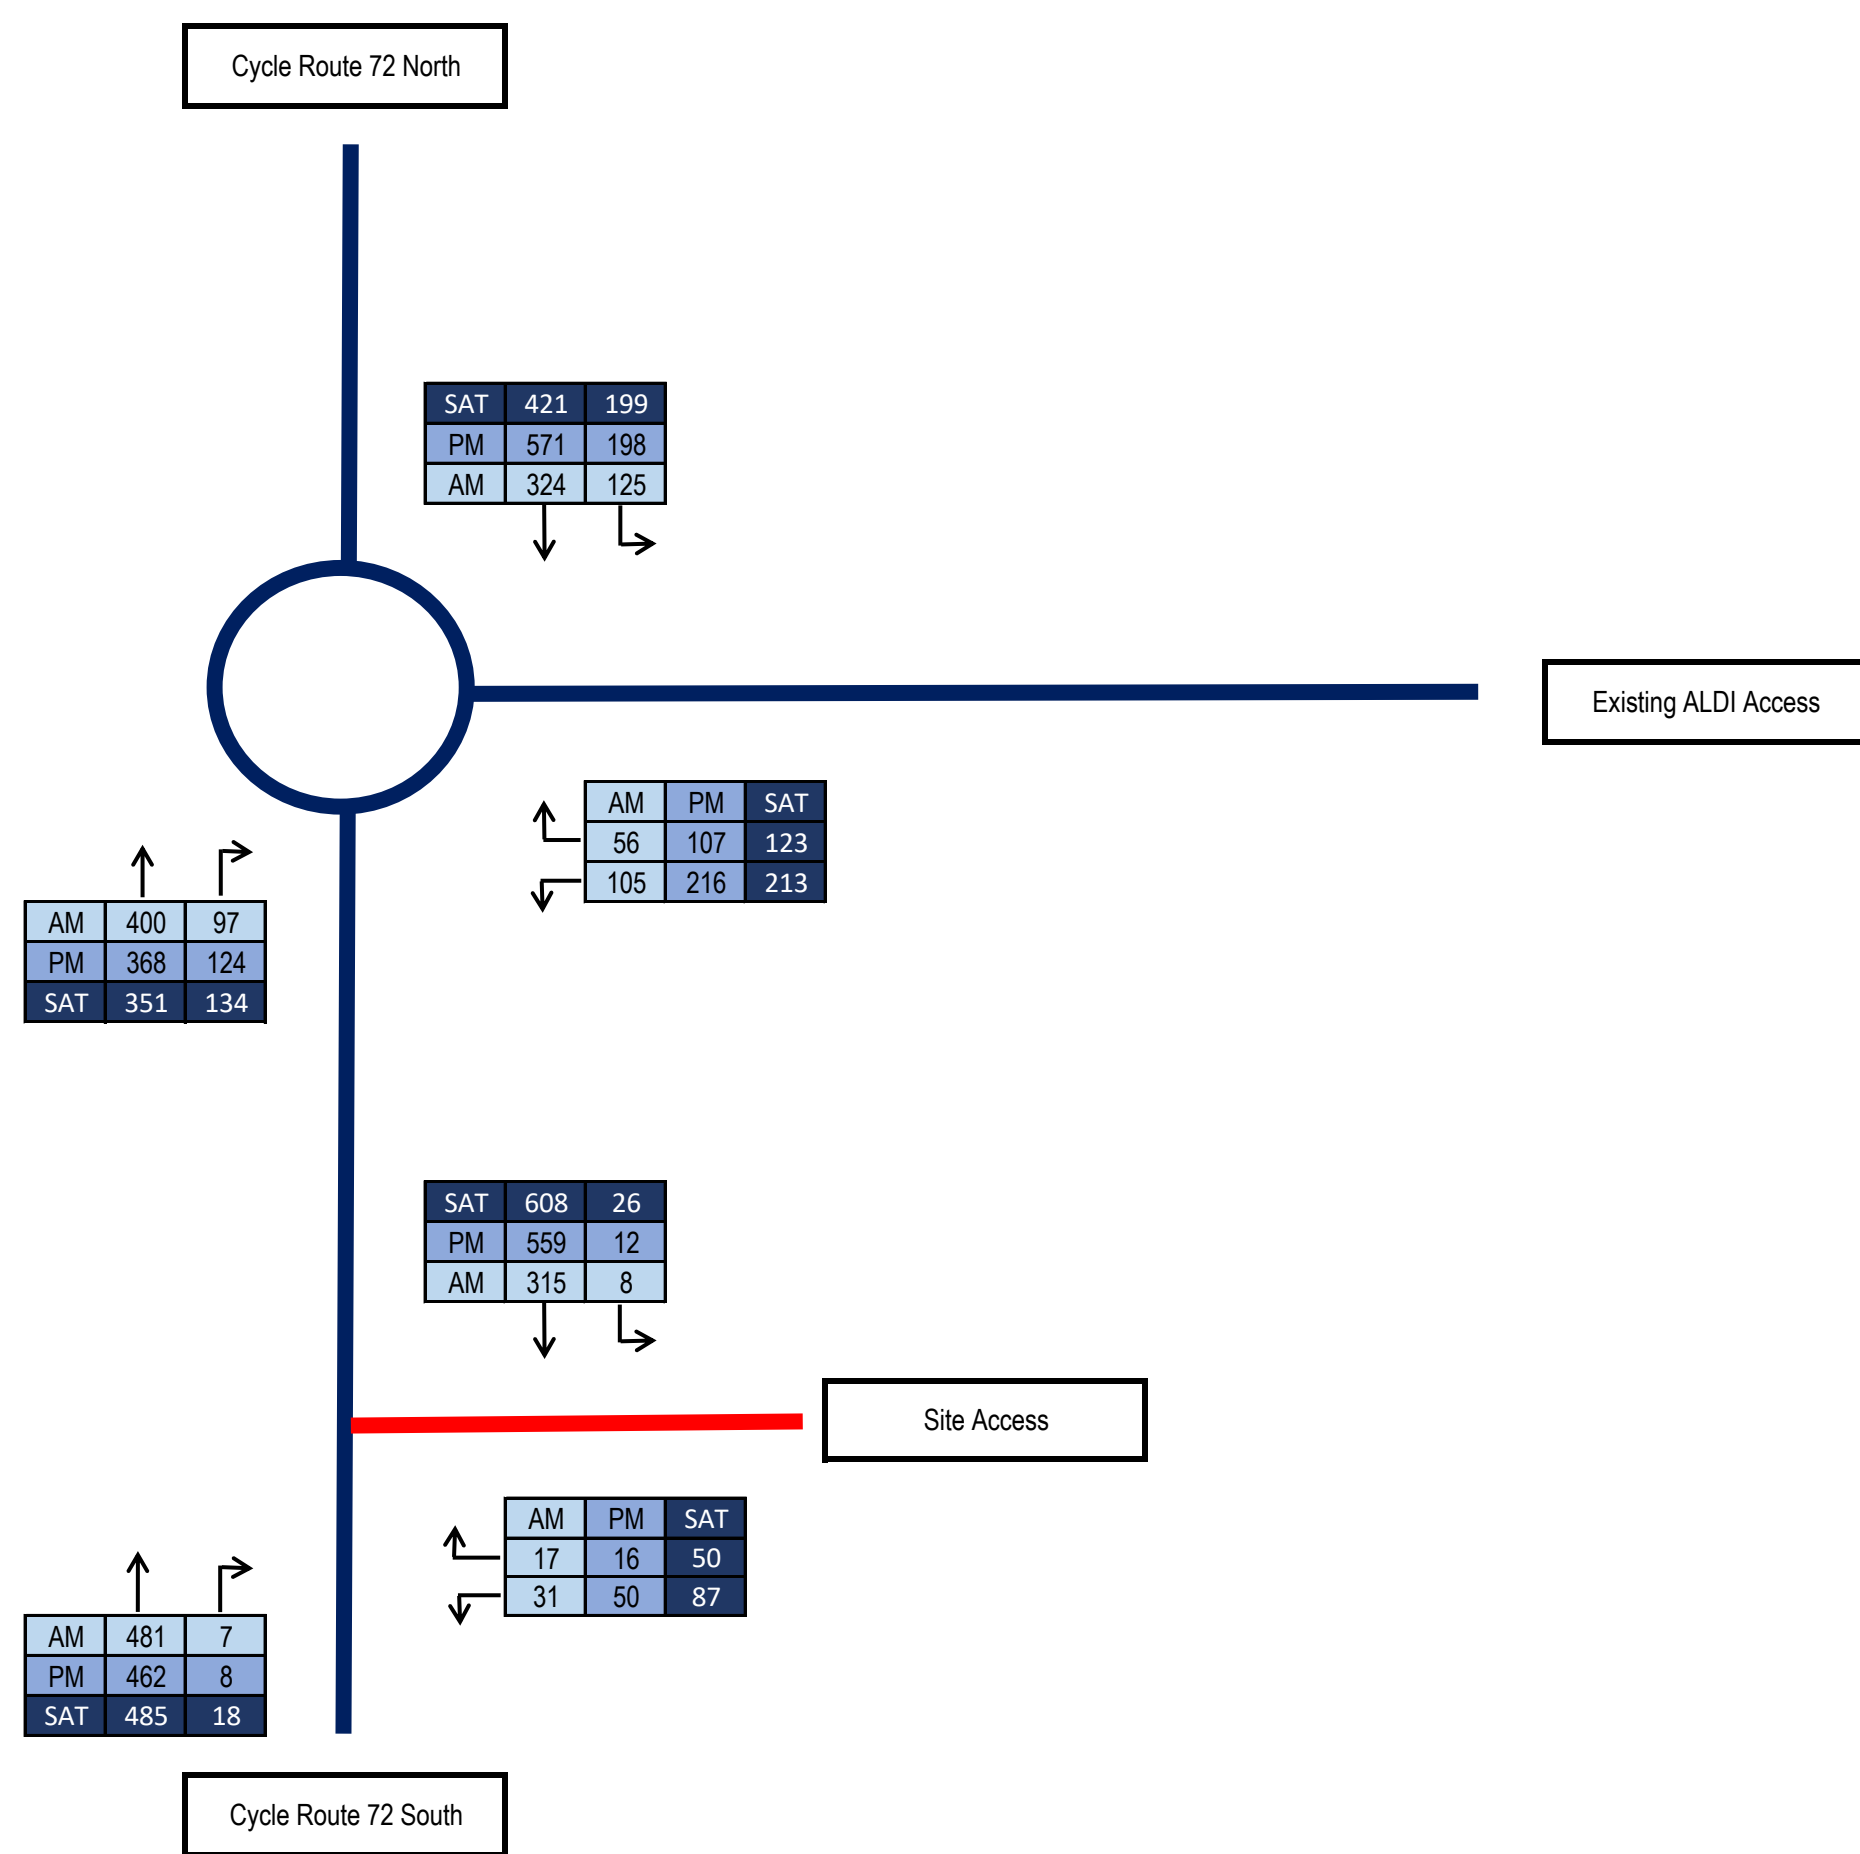 Cycle Route 72 North
SAT 421 199
PM 571 198
AM 324 125
Existing ALDI Access
AM PM SAT
56 107 123
105 216 213
AM 400 97
PM 368 124
SAT 351 134
SAT 608 26
PM 559 12
AM 315 8
Site Access
AM PM SAT
17 16 50
31 50 87
AM 481 7
PM 462 8
SAT 485 18
Cycle Route 72 South